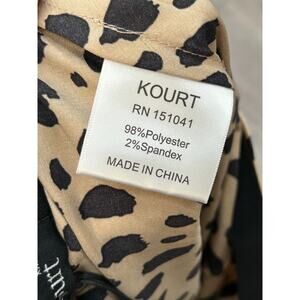 KOURT
RN 151041
98%Polyester
2%Spandex
MADE IN CHINA